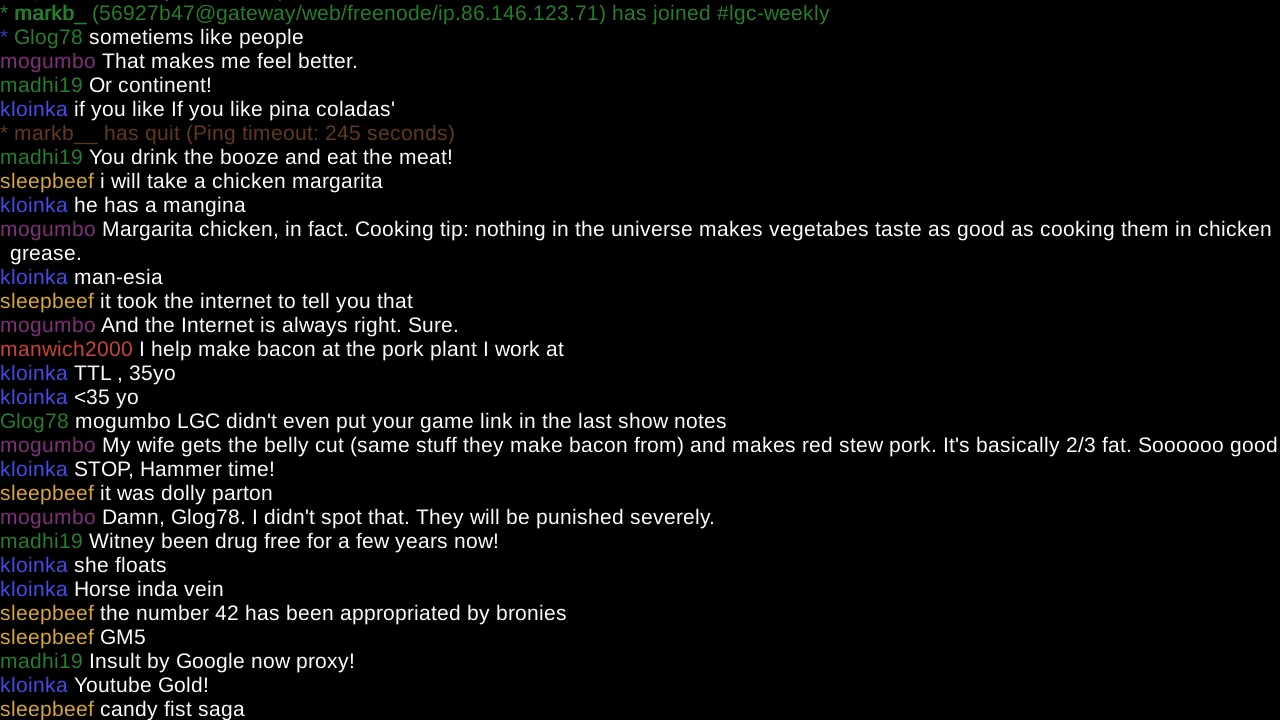 * markb_ (56927b47@gateway/web/freenode/ip.86.146.123.71) has joined #lgc-weekly
* Glog78 sometiems like people
mogumbo That makes me feel better.
madhi19 Or continent!
kloinka if you like If you like pina coladas'
* markb__ has quit (Ping timeout: 245 seconds)
madhi19 You drink the booze and eat the meat!
sleepbeef i will take a chicken margarita
kloinka he has a mangina
mogumbo Margarita chicken, in fact. Cooking tip: nothing in the universe makes vegetabes taste as good as cooking them in chicken
grease.
kloinka man-esia
sleepbeef it took the internet to tell you that
mogumbo And the Internet is always right. Sure.
manwich2000 I help make bacon at the pork plant I work at
kloinka TTL , 35yo
kloinka <35 yo
Glog78 mogumbo LGC didn't even put your game link in the last show notes
mogumbo My wife gets the belly cut (same stuff they make bacon from) and makes red stew pork. It's basically 2/3 fat. Soooooo good
kloinka STOP, Hammer time!
sleepbeef it was dolly parton
mogumbo Damn, Glog78. I didn't spot that. They will be punished severely.
madhi19 Witney been drug free for a few years now!
kloinka she floats
kloinka Horse inda vein
sleepbeef the number 42 has been appropriated by bronies
sleepbeef GM5
madhi19 Insult by Google now proxy!
kloinka Youtube Gold!
sleepbeef candy fist saga